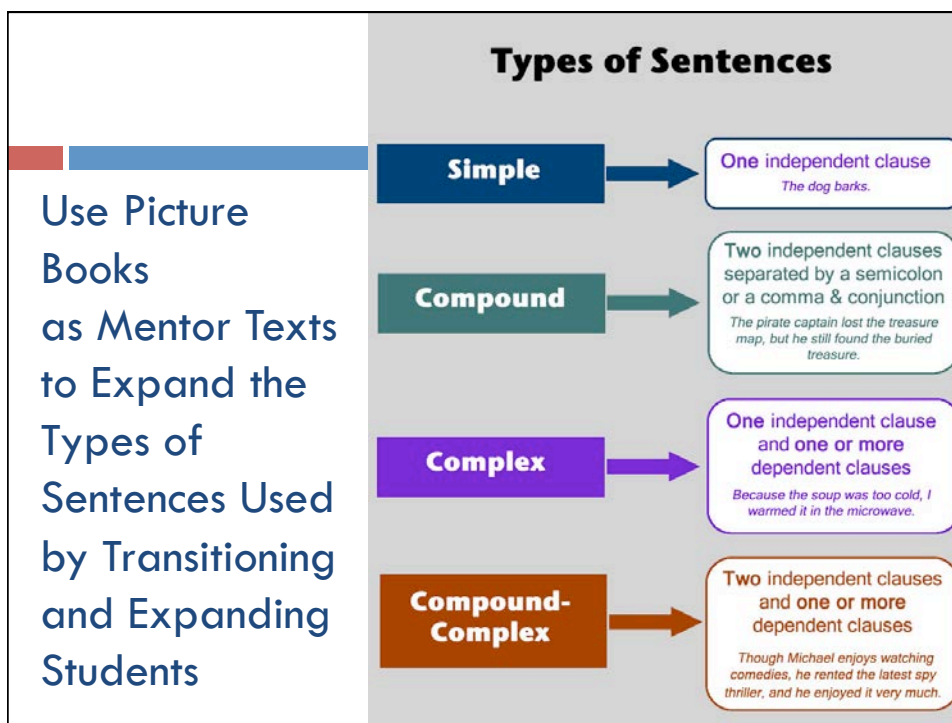 Use Picture
Books
as Mentor Texts
to Expand the
Types of
Sentences Used
by Transitioning
and Expanding
Students
Types of Sentences
Simple
One independent clause
The dog barks.
Compound
Two independent clauses
separated by a semicolon
or a comma & conjunction
The pirate captain lost the treasure
map, but he still found the buried
treasure.
Complex
One independent clause
and one or more
dependent clauses
Because the soup was too cold, I
warmed it in the microwave.
Compound-
Complex
Two independent clauses
and one or more
dependent clauses
Though Michael enjoys watching
comedies, he rented the latest spy
thriller, and he enjoyed it very much.